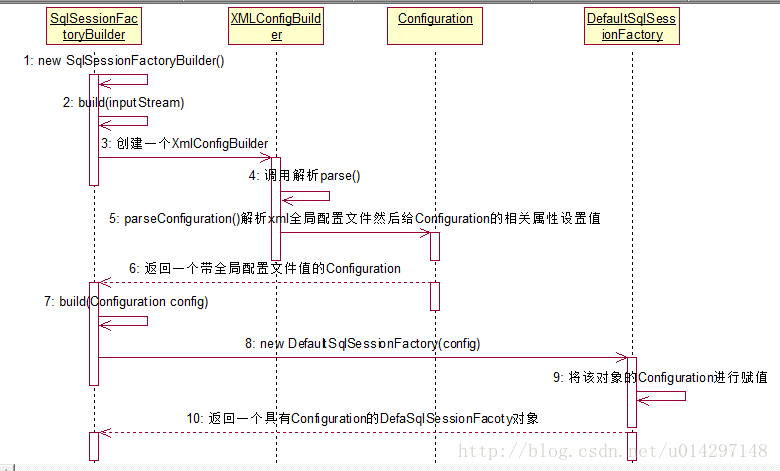 SqlSessionFac
toryBuilder
XMLConfigBuild
er
Configuration
DefaultSqlSess
ionFactory
1: new SqlSessionFactoryBuilder()
2: build(inputStream)
3: 创建一个XmlConfigBuilder
4: 调用解析parse()
5: parseConfiguration()解析xml全局配置文件然后给Configuration的相关属性设置值
6: 返回一个带全局配置文件值的Configuration
7: build(Configuration config)
8: new DefaultSqlSessionFactory(config)
9: 将该对象的Configuration进行赋值
10: 返回一个具有Configuration的DefaSqlSessionFacoty对象
http://blog.csdn.net/u014297148